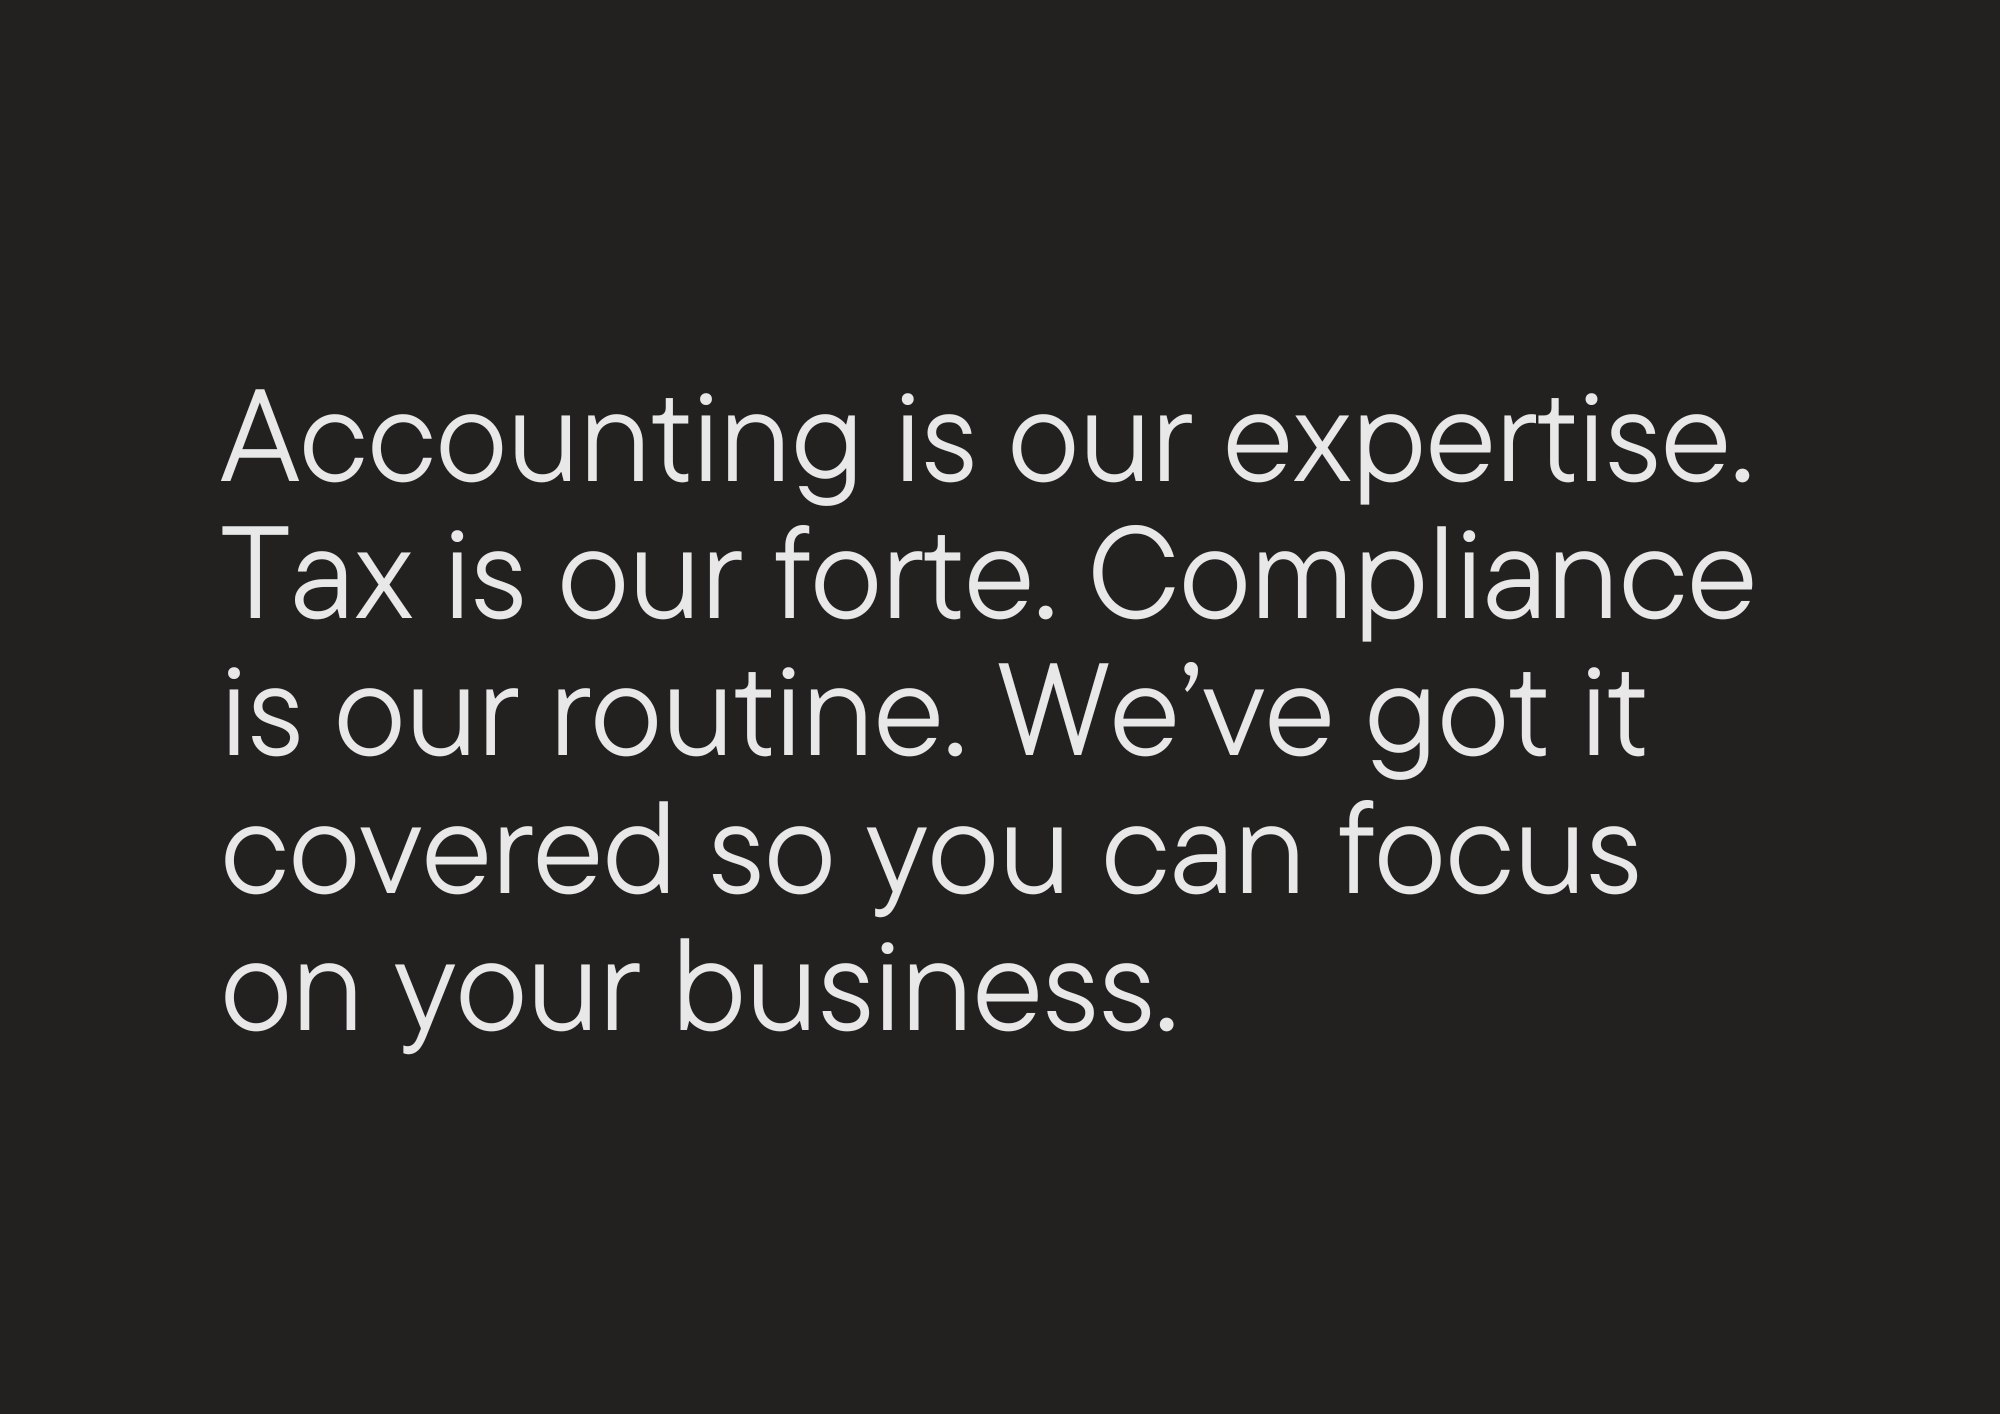 Accounting is our expertise.
Tax is our forte. Compliance
is our routine. We’ve got it
covered so you can focus
on your business.